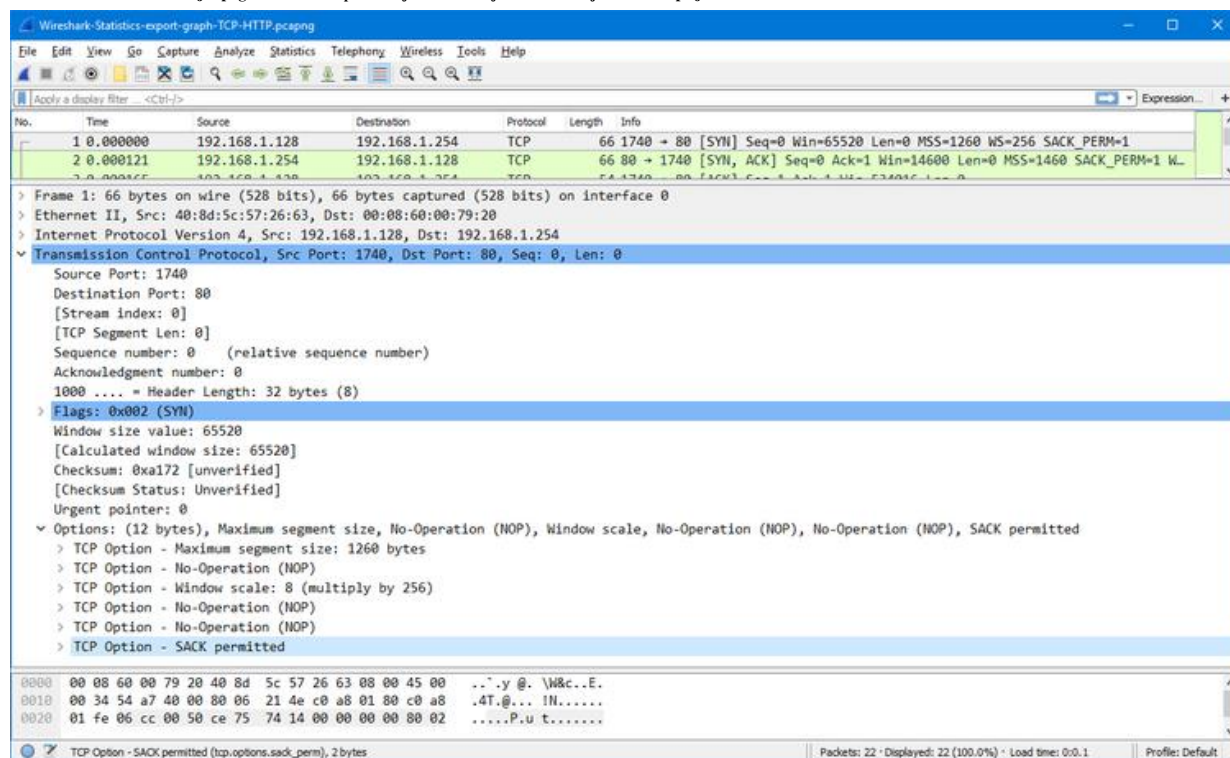 Wireshark-Statistics-export-graph-TCP-HTTP.pcapng
File Edit View Go Capture Analyze Statistics Telephony Wireless Tools Help
Apply a display filter ... <Ctrl-/> Expression... +
No. Time Source Destination Protocol Length Info
1 0.000000 192.168.1.128 192.168.1.254 TCP 66 1740 → 80 [SYN] Seq=0 Win=65520 Len=0 MSS=1260 WS=256 SACK_PERM=1
2 0.000121 192.168.1.254 192.168.1.128 TCP 66 80 → 1740 [SYN, ACK] Seq=0 Ack=1 Win=14600 Len=0 MSS=1460 SACK_PERM=1 W...
Frame 1: 66 bytes on wire (528 bits), 66 bytes captured (528 bits) on interface 0
Ethernet II, Src: 40:8d:5c:57:26:63, Dst: 00:08:60:00:79:20
Internet Protocol Version 4, Src: 192.168.1.128, Dst: 192.168.1.254
Transmission Control Protocol, Src Port: 1740, Dst Port: 80, Seq: 0, Len: 0
Source Port: 1740
Destination Port: 80
[Stream index: 0]
[TCP Segment Len: 0]
Sequence number: 0 (relative sequence number)
Acknowledgment number: 0
1000 .... = Header Length: 32 bytes (8)
Flags: 0x002 (SYN)
Window size value: 65520
[Calculated window size: 65520]
Checksum: 0xa172 [unverified]
[Checksum Status: Unverified]
Urgent pointer: 0
Options: (12 bytes), Maximum segment size, No-Operation (NOP), Window scale, No-Operation (NOP), No-Operation (NOP), SACK permitted
TCP Option - Maximum segment size: 1260 bytes
TCP Option - No-Operation (NOP)
TCP Option - Window scale: 8 (multiply by 256)
TCP Option - No-Operation (NOP)
TCP Option - No-Operation (NOP)
TCP Option - SACK permitted
0000 00 08 60 00 79 20 40 8d 5c 57 26 63 08 00 45 00 ..`.y @. \W&c..E.
0010 00 34 54 a7 40 00 80 06 21 4e c0 a8 01 80 c0 a8 .4T.@... !N......
0020 01 fe 06 cc 00 50 ce 75 74 14 00 00 00 00 80 02 .....P.u t.......
TCP Option - SACK permitted (tcp.options.sack_perm), 2 bytes Packets: 22 · Displayed: 22 (100.0%) · Load time: 0:0.1 Profile: Default